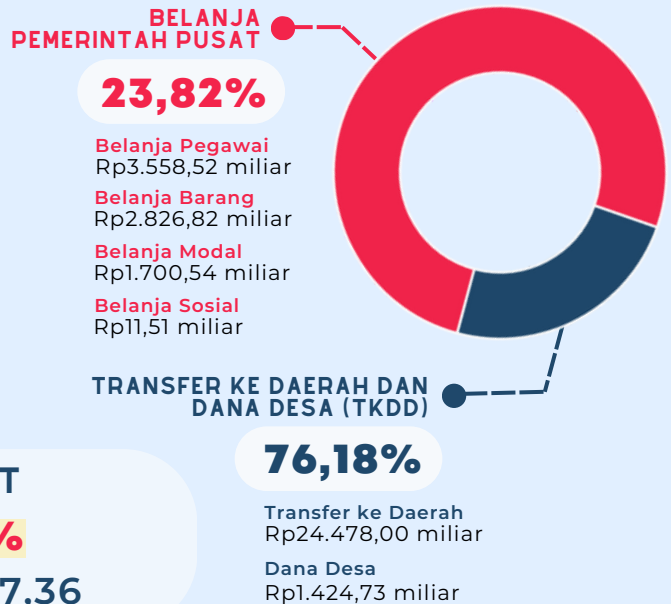 BELANJA
PEMERINTAH PUSAT
23,82%
Belanja Pegawai
Rp3.558,52 miliar
Belanja Barang
Rp2.826,82 miliar
Belanja Modal
Rp1.700,54 miliar
Belanja Sosial
Rp11,51 miliar
TRANSFER KE DAERAH DAN
DANA DESA (TKDD)
76,18%
Transfer ke Daerah
Rp24.478,00 miliar
Dana Desa
Rp1.424,73 miliar
T
%
7.36